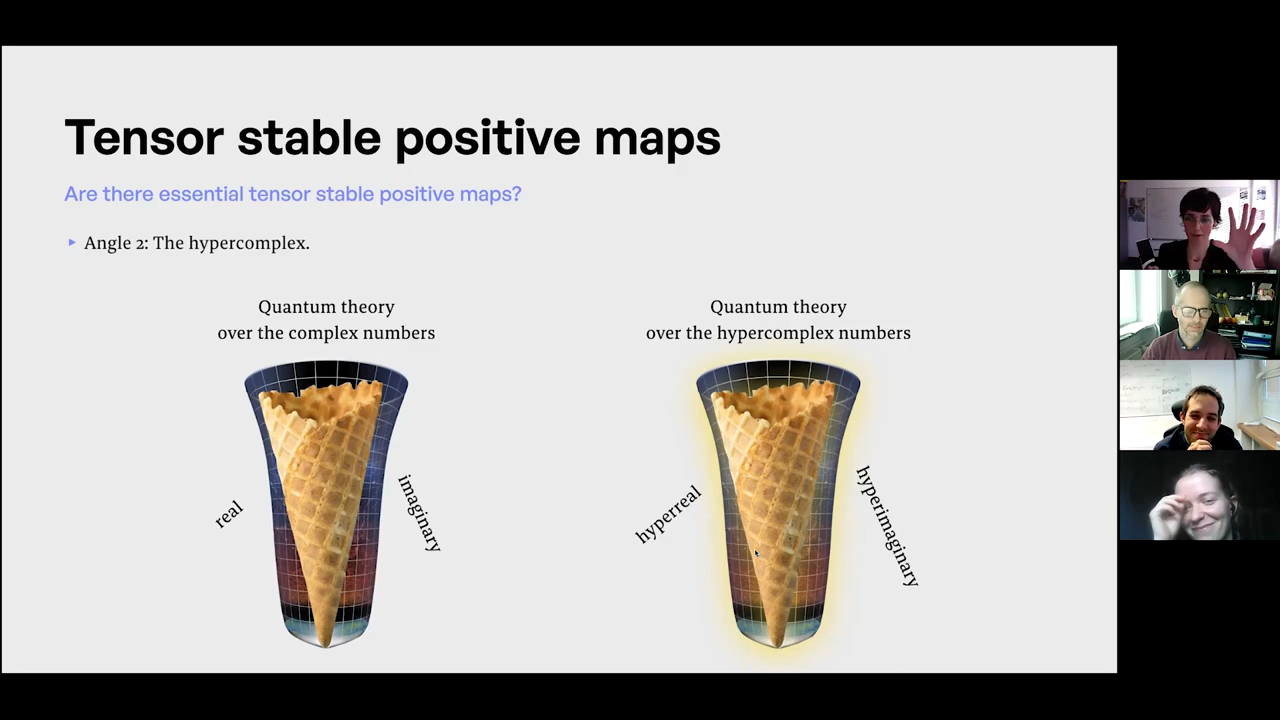 Tensor stable positive maps
Are there essential tensor stable positive maps?
Angle 2: The hypercomplex.
Quantum theory
over the complex numbers
real
imaginary
Quantum theory
over the hypercomplex numbers
hyperreal
hyperimaginary